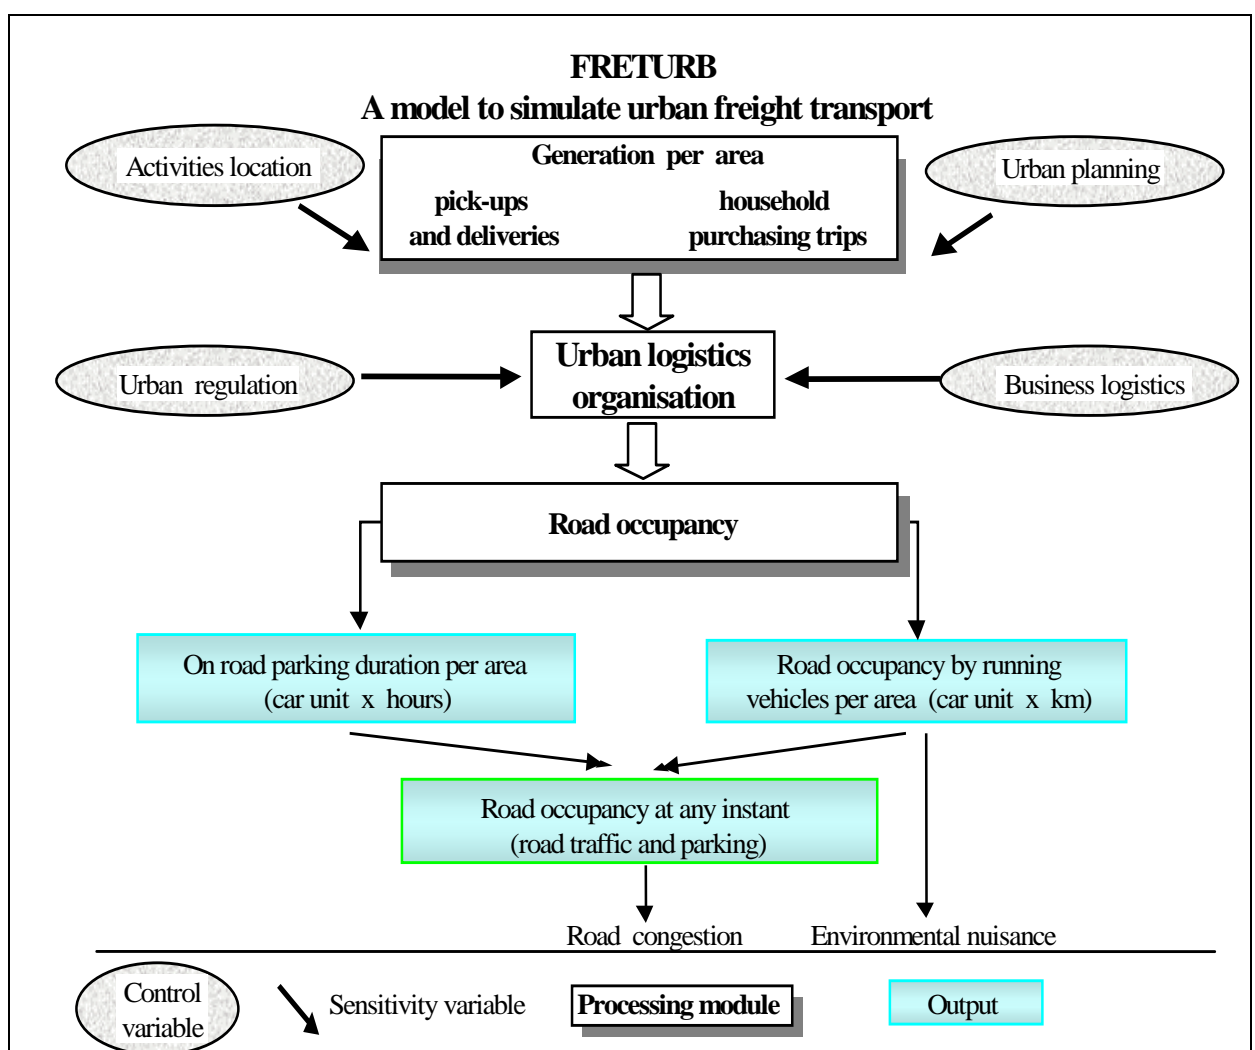 FRETURB
A model to simulate urban freight transport
Activities location
Generation per area
Urban planning
pick-ups
and deliveries
household
purchasing trips
Urban regulation
Urban logistics
organisation
Business logistics
Road occupancy
On road parking duration per area
(car unit x hours)
Road occupancy by running
vehicles per area (car unit x km)
Road occupancy at any instant
(road traffic and parking)
Road congestion
Environmental nuisance
Control
variable
Sensitivity variable
Processing module
Output